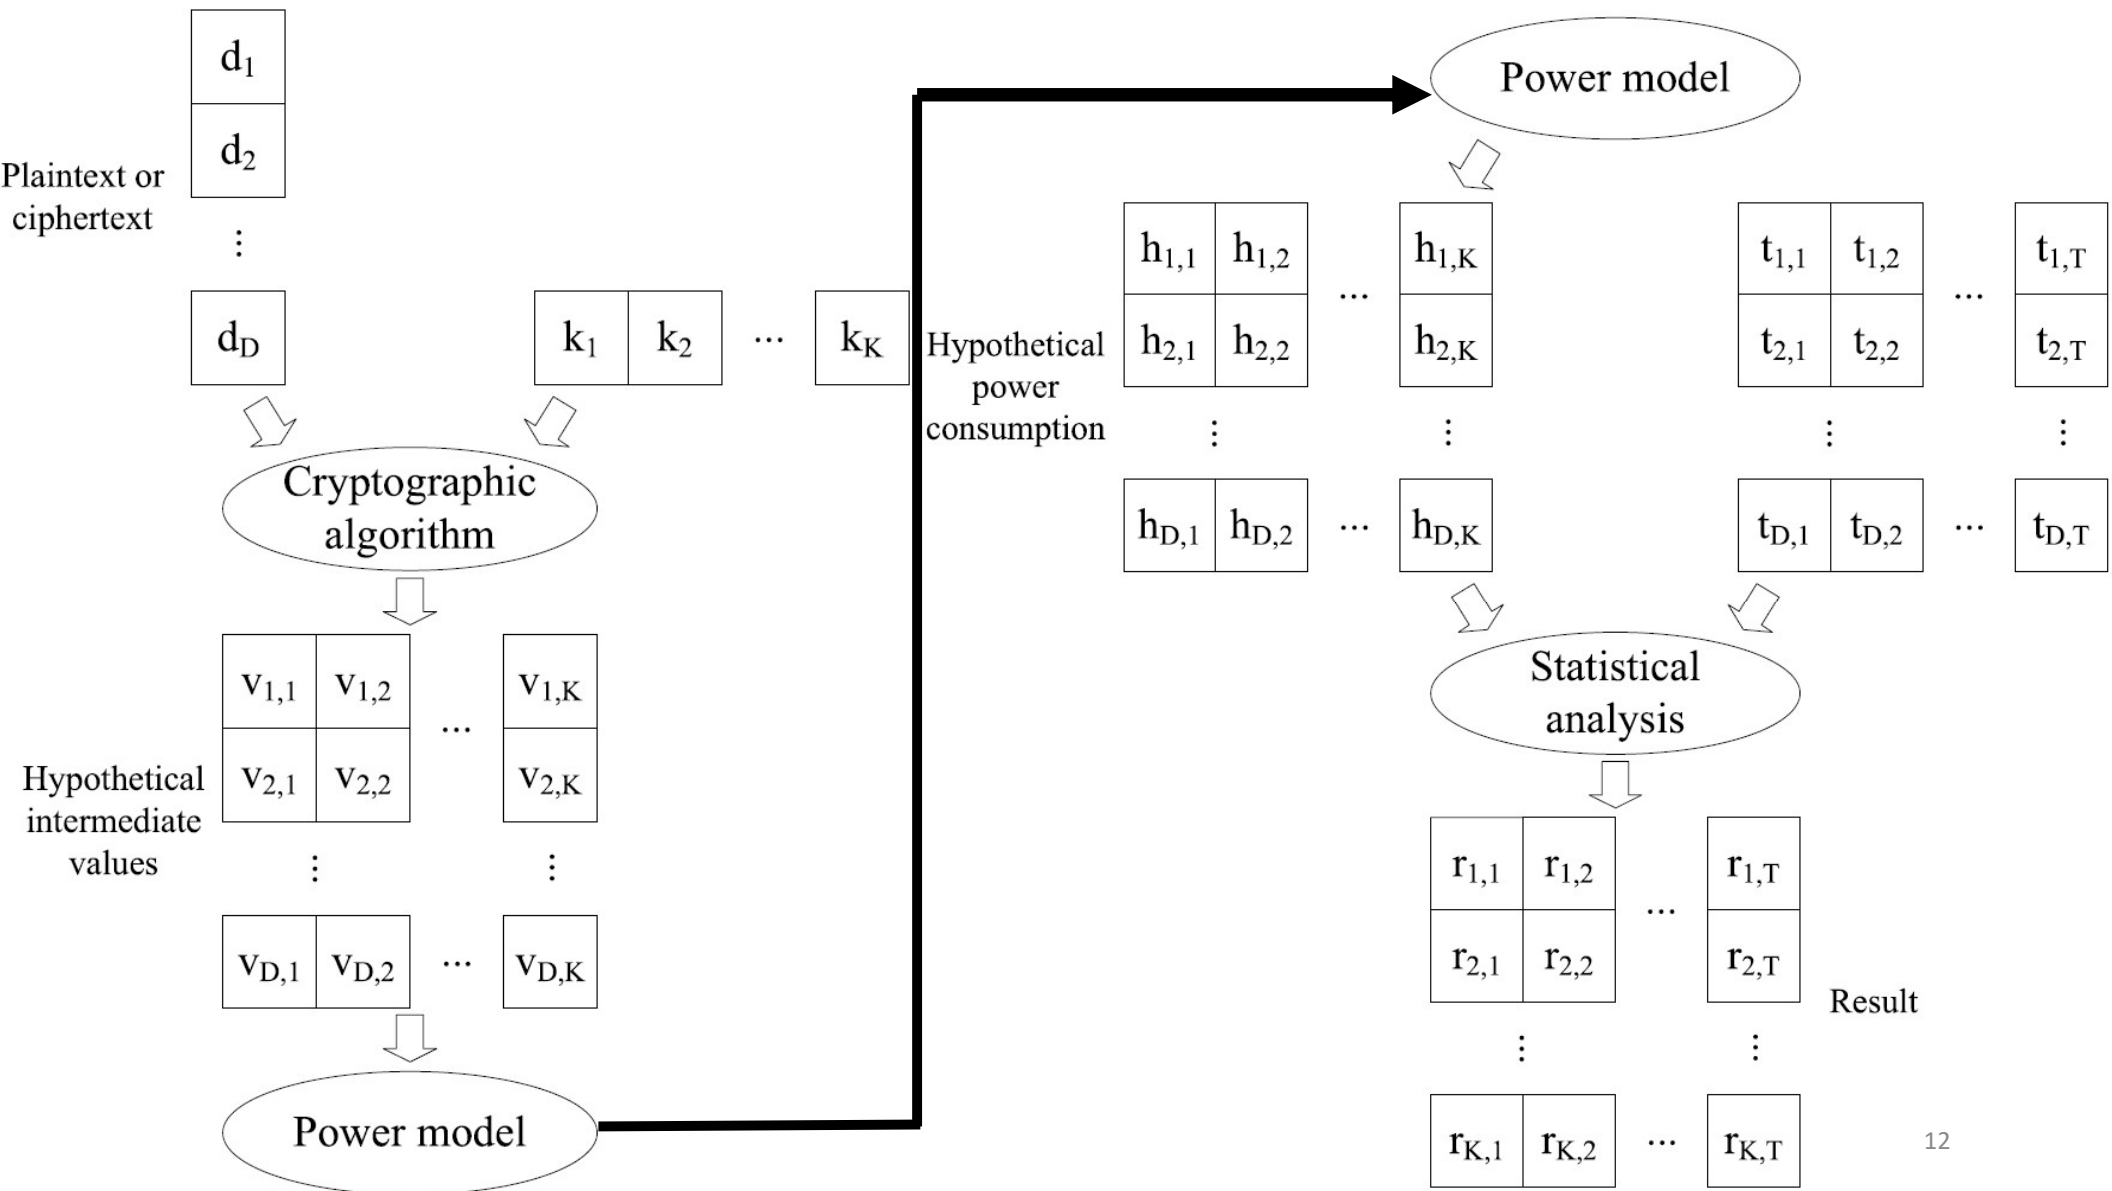 d1
d2
Plaintext or
ciphertext
⋮
dD
k1 k2 ... kK
Cryptographic
algorithm
v1,1 v1,2 ... v1,K
v2,1 v2,2 v2,K
Hypothetical
intermediate
values
⋮ ⋮
vD,1 vD,2 ... vD,K
Power model
Power model
h1,1 h1,2 ... h1,K
h2,1 h2,2 h2,K
Hypothetical
power
consumption
⋮ ⋮
hD,1 hD,2 ... hD,K
t1,1 t1,2 ... t1,T
t2,1 t2,2 t2,T
⋮ ⋮
tD,1 tD,2 ... tD,T
Statistical
analysis
r1,1 r1,2 ... r1,T
r2,1 r2,2 r2,T
Result
⋮ ⋮
rK,1 rK,2 ... rK,T
12